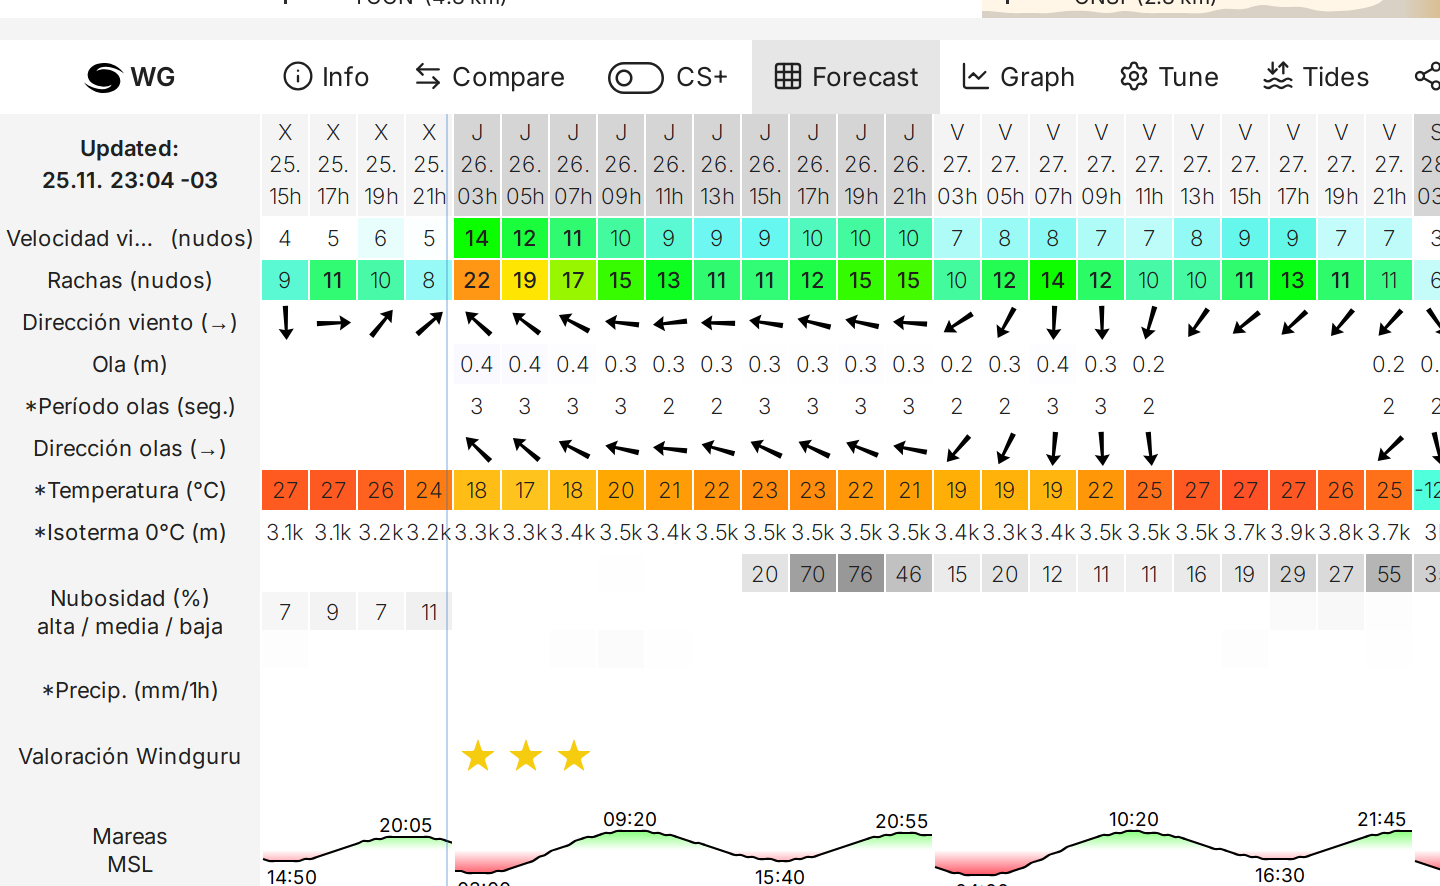 WG Info Compare CS+ Forecast Graph Tune Tides
Updated:
25.11. 23:04 -03
X X X X J J J J J J J J J J V V V V V V V V V V
25. 25. 25. 25. 26. 26. 26. 26. 26. 26. 26. 26. 26. 26. 27. 27. 27. 27. 27. 27. 27. 27. 27. 27.
15h 17h 19h 21h 03h 05h 07h 09h 11h 13h 15h 17h 19h 21h 03h 05h 07h 09h 11h 13h 15h 17h 19h 21h
Velocidad vi... (nudos) 4 5 6 5 14 12 11 10 9 9 9 10 10 10 7 8 8 7 7 8 9 9 7 7 3
Rachas (nudos) 9 11 10 8 22 19 17 15 13 11 11 12 15 15 10 12 14 12 10 10 11 13 11 11 6
Dirección viento (→)
Ola (m) 0.4 0.4 0.4 0.3 0.3 0.3 0.3 0.3 0.3 0.3 0.2 0.3 0.4 0.3 0.2 0.2
*Período olas (seg.) 3 3 3 3 2 2 3 3 3 3 2 2 3 3 2 2
Dirección olas (→)
*Temperatura (°C) 27 27 26 24 18 17 18 20 21 22 23 23 22 21 19 19 19 22 25 27 27 27 26 25
*Isoterma 0°C (m) 3.1k 3.1k 3.2k 3.2k 3.3k 3.3k 3.4k 3.5k 3.4k 3.5k 3.5k 3.5k 3.5k 3.5k 3.4k 3.3k 3.4k 3.5k 3.5k 3.5k 3.7k 3.9k 3.8k 3.7k
20 70 76 46 15 20 12 11 11 16 19 29 27 55
Nubosidad (%)
7 9 7 11
alta / media / baja
*Precip. (mm/1h)
Valoración Windguru
20:05 09:20 20:55 10:20 21:45
Mareas
MSL
14:50 15:40 16:30